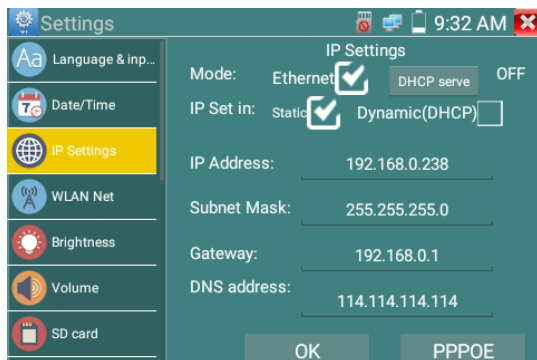 Settings
9:32 AM
Aa Language & inp...
7 Date/Time
IP Settings
WLAN Net
Brightness
Volume
SD card
IP Settings
Mode: Ethernet DHCP serve OFF
IP Set in: Static Dynamic(DHCP)
IP Address: 192.168.0.238
Subnet Mask: 255.255.255.0
Gateway: 192.168.0.1
DNS address: 114.114.114.114
OK PPPOE